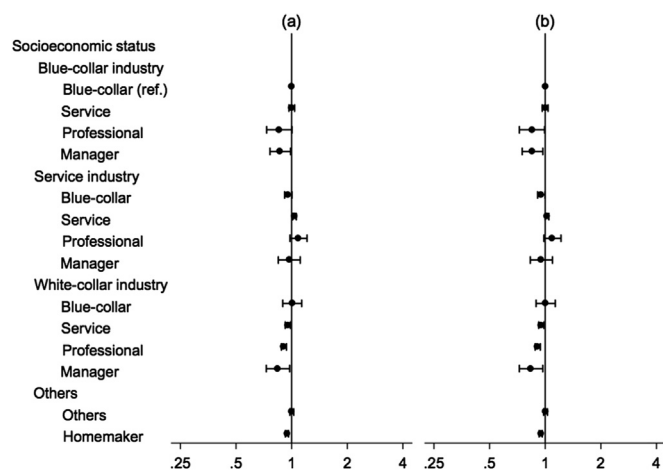 (a) (b)
Socioeconomic status
Blue-collar industry
Blue-collar (ref.)
Service
Professional
Manager
Service industry
Blue-collar
Service
Professional
Manager
White-collar industry
Blue-collar
Service
Professional
Manager
Others
Others
Homemaker
.25 .5 1 2 4 .25 .5 1 2 4